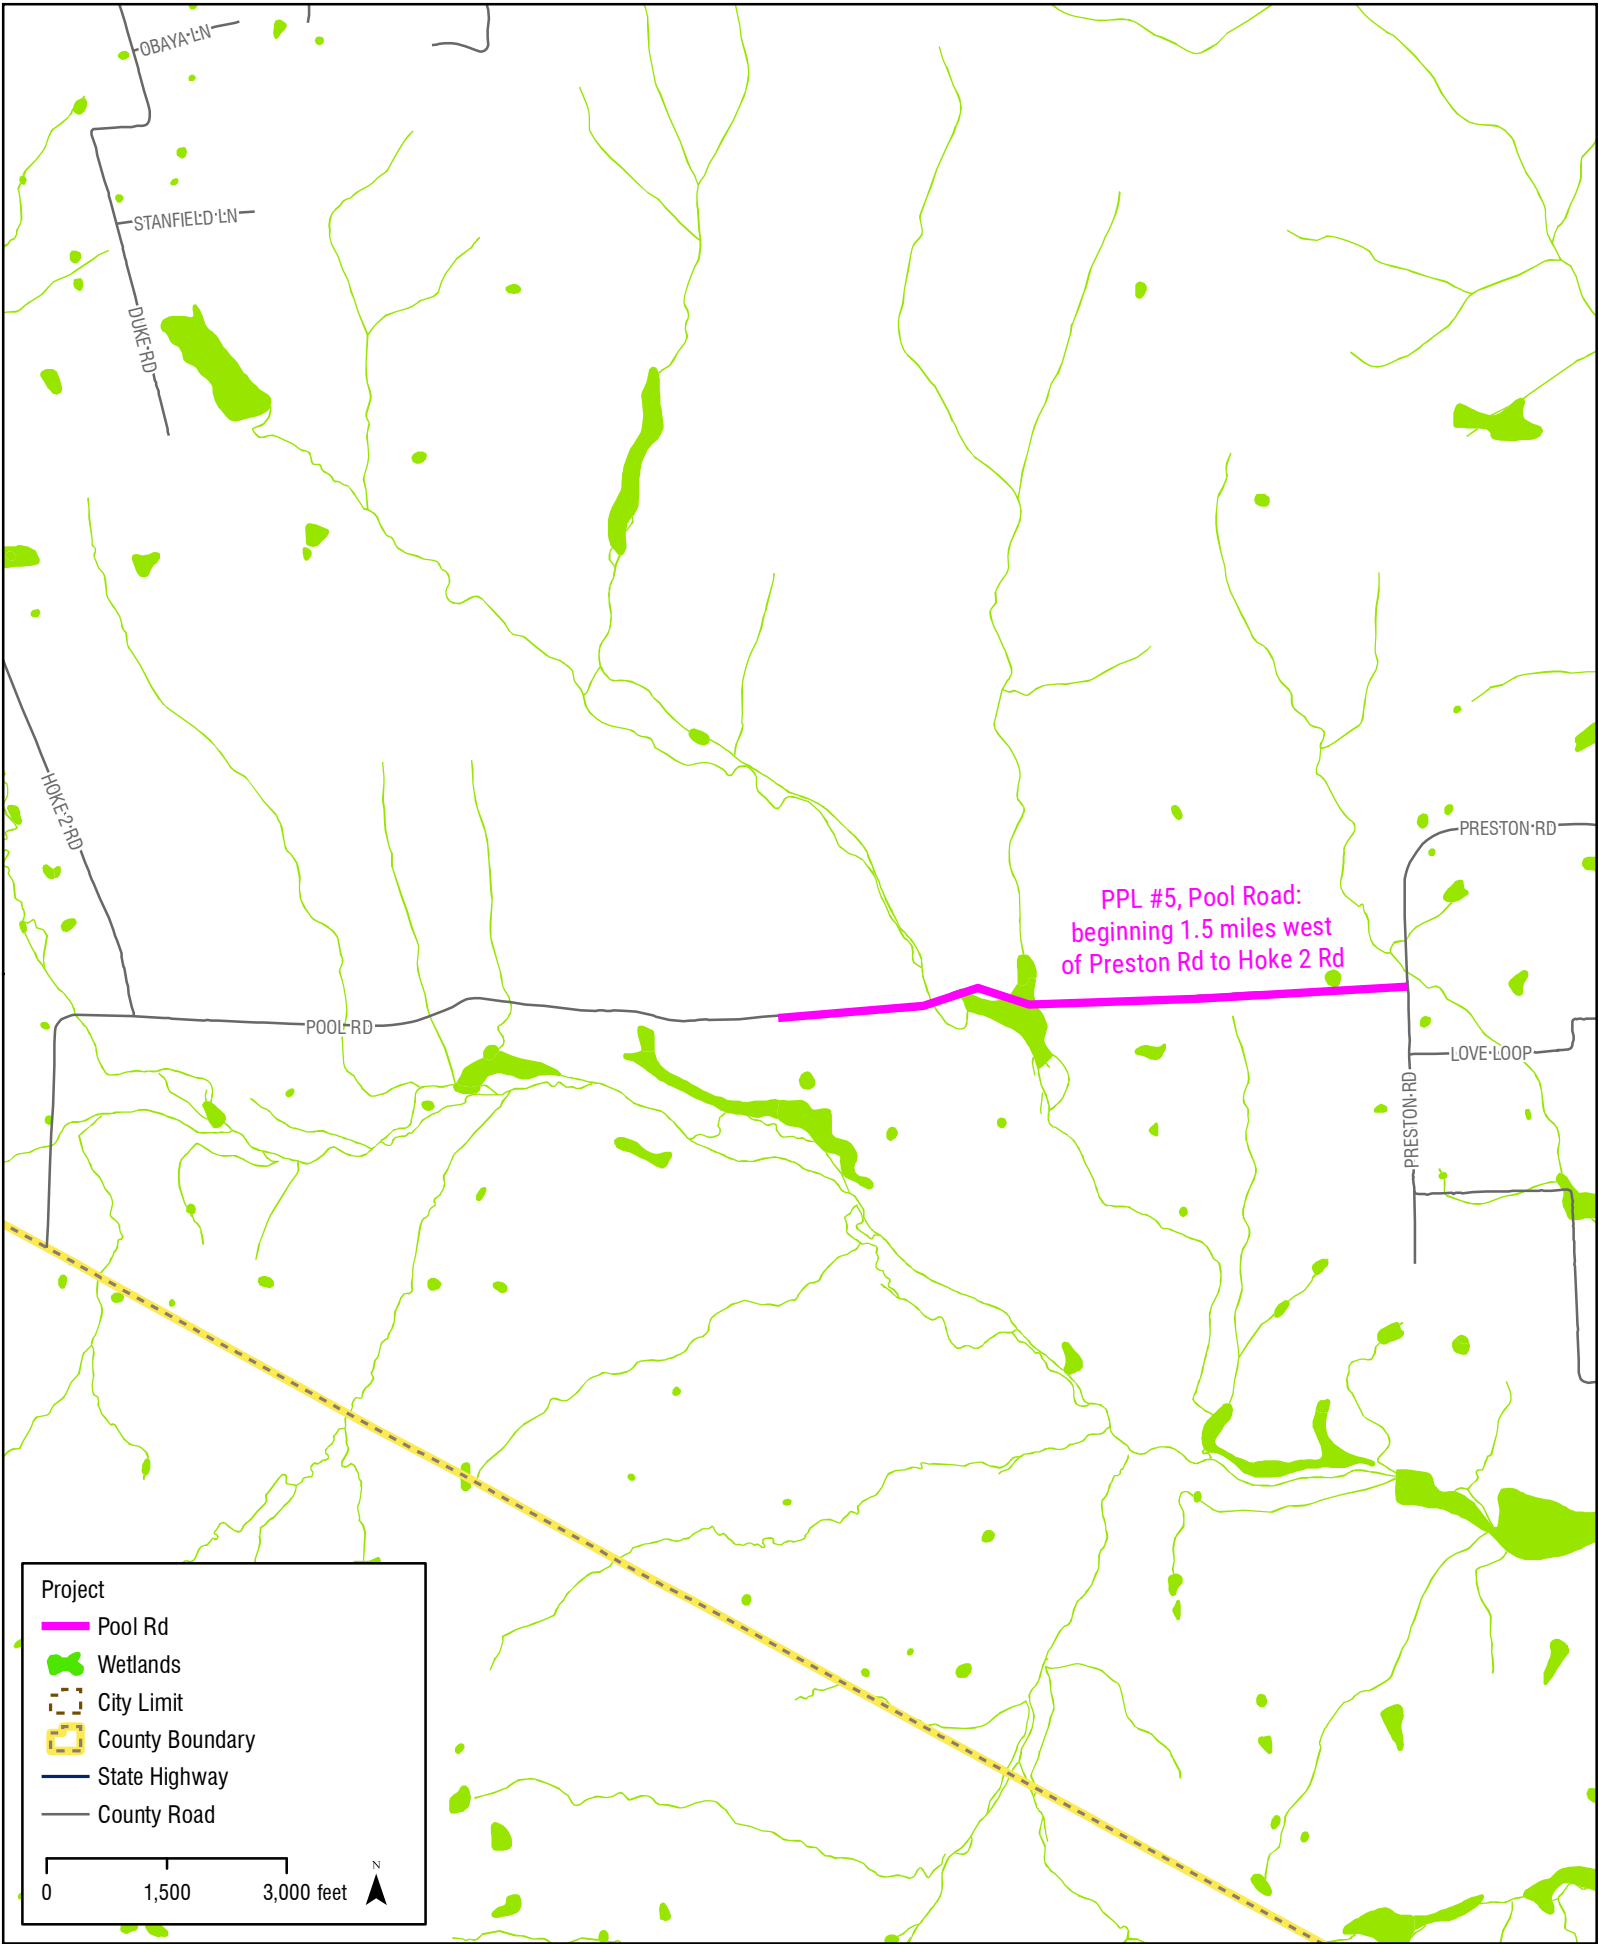 OBAYA LN
STANFIELD LN
DUKE RD
HOKE 2 RD
PRESTON RD
PPL #5, Pool Road:
beginning 1.5 miles west
of Preston Rd to Hoke 2 Rd
POOL RD
LOVE LOOP
PRESTON RD
Project
Pool Rd
Wetlands
City Limit
County Boundary
State Highway
County Road
N
0 1,500 3,000 feet